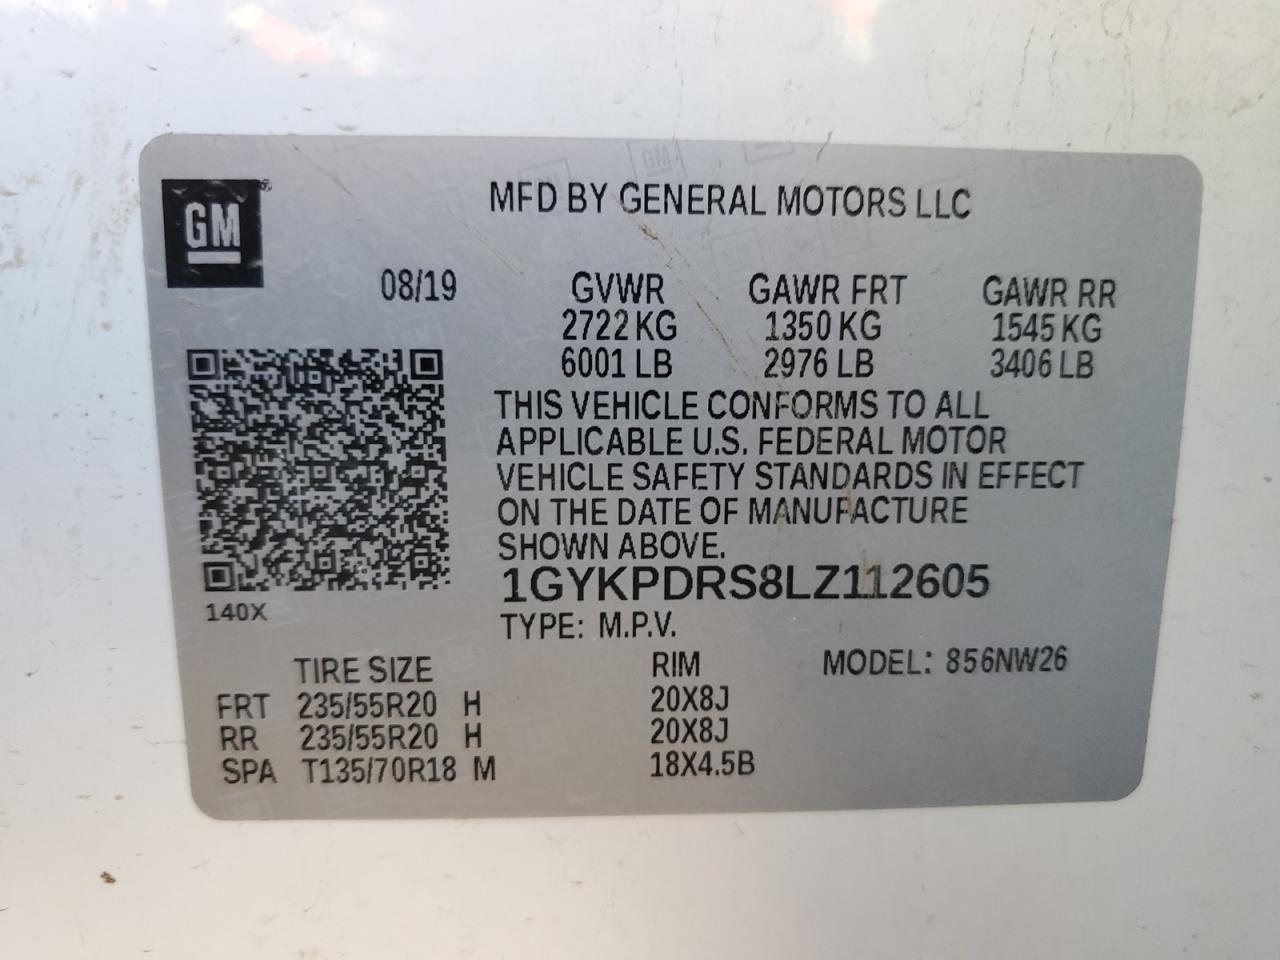 GM
MFD BY GENERAL MOTORS LLC
08/19 GVWR GAWR FRT GAWR RR
2722 KG 1350 KG 1545 KG
6001 LB 2976 LB 3406 LB
THIS VEHICLE CONFORMS TO ALL
APPLICABLE U.S. FEDERAL MOTOR
VEHICLE SAFETY STANDARDS IN EFFECT
ON THE DATE OF MANUFACTURE
SHOWN ABOVE.
1GYKPDRS8LZ112605
140X
TYPE: M.P.V.
TIRE SIZE RIM MODEL: 856NW26
FRT 235/55R20 H 20X8J
RR 235/55R20 H 20X8J
SPA T135/70R18 M 18X4.5B